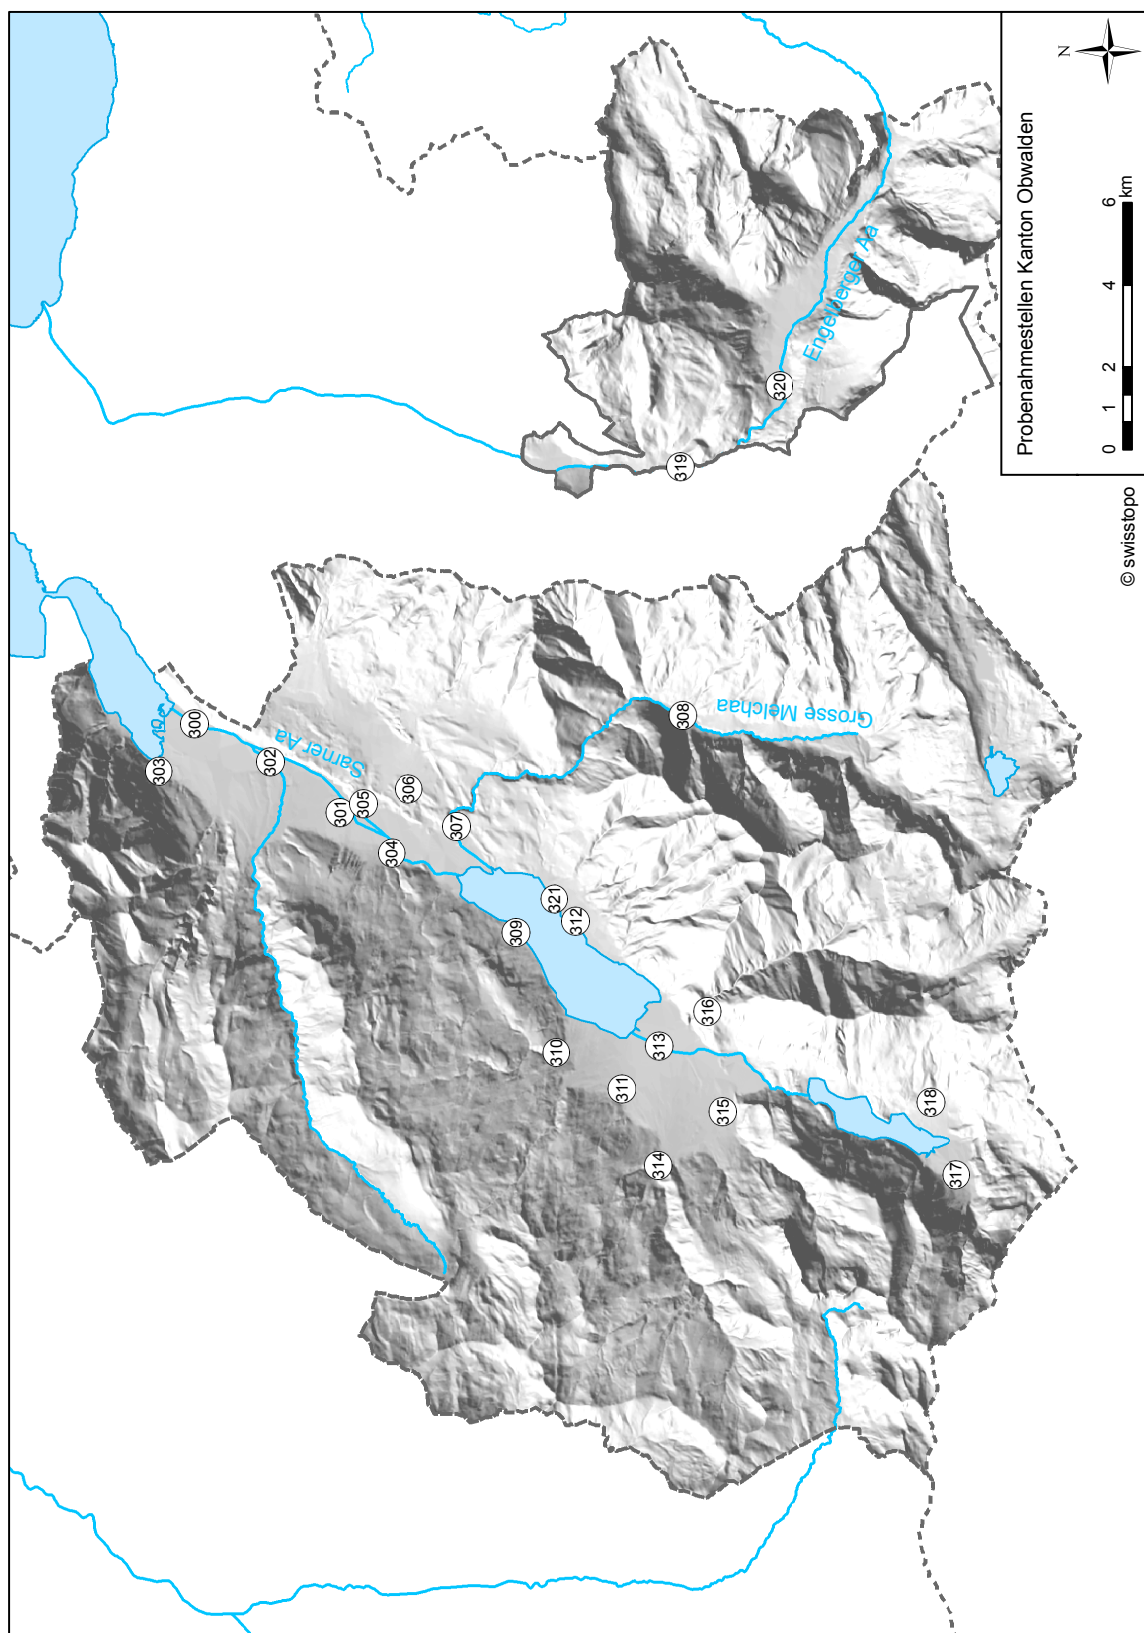 300
303
302
Sarner Aa
301
305
306
304
307
308
Grosse Melchaa
309
321
312
310
311
313
316
314
315
318
317
319
320
Engelberger Aa
Probenahmestellen Kanton Obwalden
N
0 1 2 4 6
km
© swisstopo